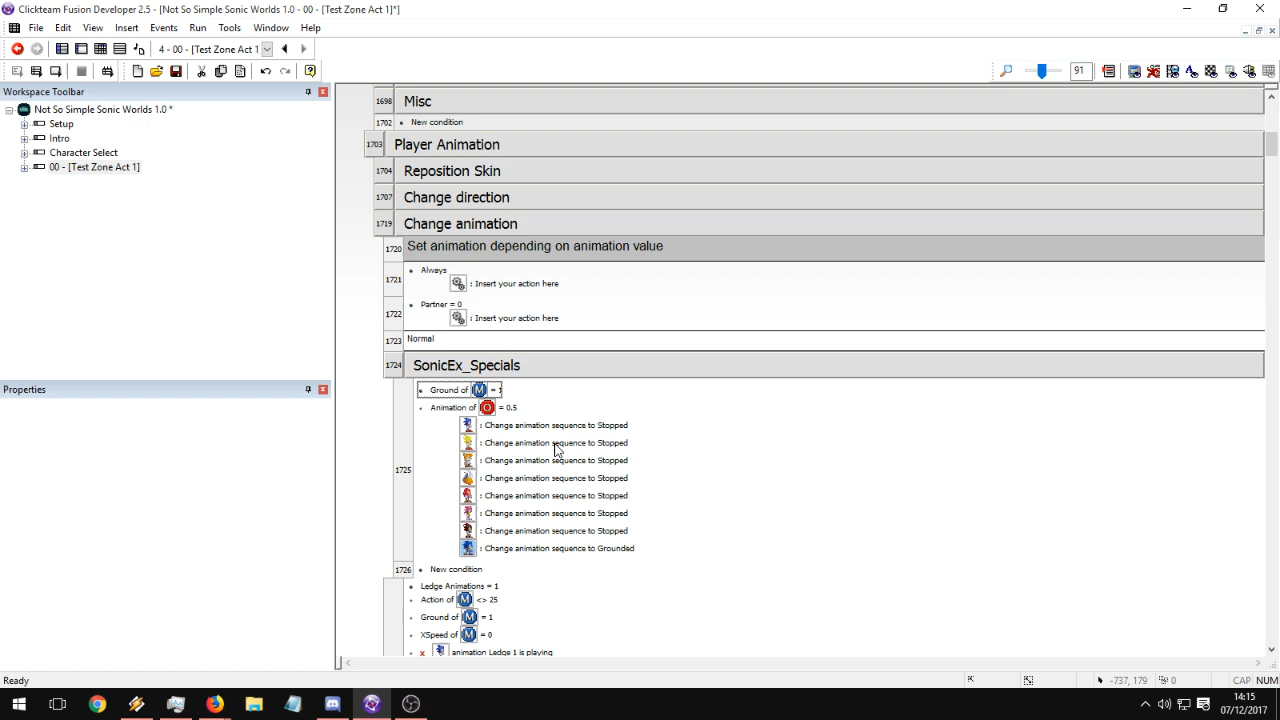 Clickteam Fusion Developer 2.5 - [Not So Simple Sonic Worlds 1.0 - 00 - [Test Zone Act 1]*]
File Edit View Insert Events Run Tools Window Help
4 - 00 - [Test Zone Act 1
91
Workspace Toolbar
Not So Simple Sonic Worlds 1.0 *
Setup
Intro
Character Select
00 - [Test Zone Act 1]
Properties
1698 Misc
1702 New condition
1703 Player Animation
1704 Reposition Skin
1707 Change direction
1719 Change animation
1720 Set animation depending on animation value
1721 Always
: Insert your action here
1722 Partner = 0
: Insert your action here
1723 Normal
1724 SonicEx_Specials
1725 Ground of M = 1
Animation of O = 0.5
: Change animation sequence to Stopped
: Change animation sequence to Stopped
: Change animation sequence to Stopped
: Change animation sequence to Stopped
: Change animation sequence to Stopped
: Change animation sequence to Stopped
: Change animation sequence to Stopped
: Change animation sequence to Grounded
1726 New condition
Ledge Animations = 1
Action of M <> 25
Ground of M = 1
XSpeed of M = 0
X animation Ledge 1 is playing
Ready
-737, 179 0 CAP NUM
14:15
07/12/2017